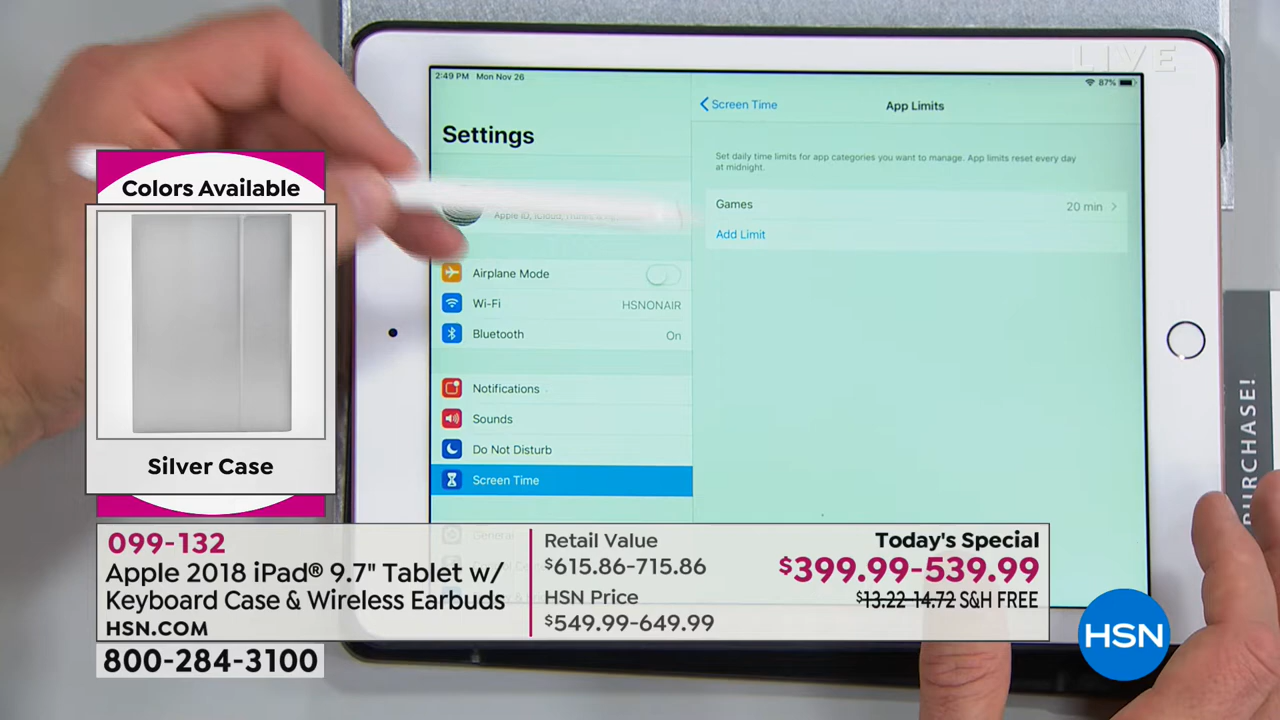 LIVE
2:49 PM Mon Nov 26
87%
Settings
Screen Time
App Limits
Set daily time limits for app categories you want to manage. App limits reset every day
at midnight.
Games
20 min
Add Limit
Apple ID, iCloud,
Airplane Mode
Wi-Fi
HSNONAIR
Bluetooth
On
Notifications
Sounds
Do Not Disturb
Screen Time
General
Colors Available
Silver Case
PURCHASE!
099-132
Apple 2018 iPad® 9.7" Tablet w/
Keyboard Case & Wireless Earbuds
HSN.COM
800-284-3100
Retail Value
$615.86-715.86
HSN Price
$549.99-649.99
Today's Special
$399.99-539.99
$13.22-14.72 S&H FREE
HSN